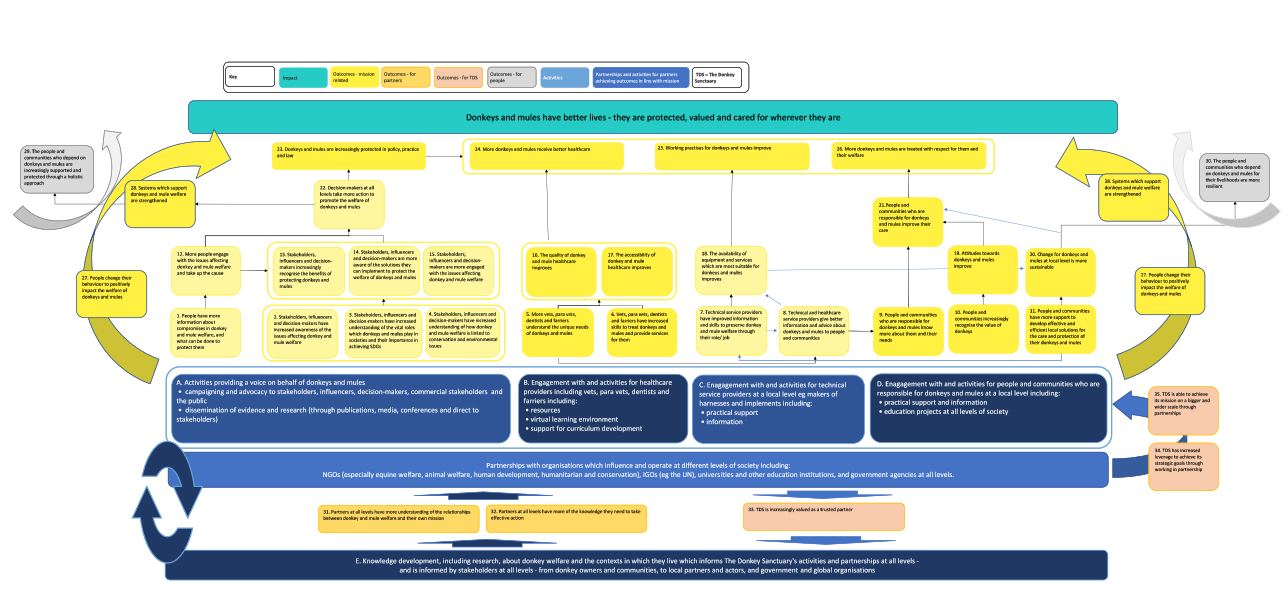 Key
Impact
Outcomes - mission
related
Outcomes - for
partners
Outcomes - for TDS
Outcomes - for
people
Activities
Partnerships and activities for partners
achieving outcomes in line with mission
TDS – The Donkey
Sanctuary
Donkeys and mules have better lives - they are protected, valued and cared for wherever they are
29. The people and
communities who depend on
donkeys and mules are
increasingly supported and
protected through a holistic
approach
28. Systems which support
donkeys and mule welfare
are strengthened
27. People change their
behaviour to positively
impact the welfare of
donkeys and mules
23. Donkeys and mules are increasingly protected in policy, practice
and law
24. More donkeys and mules receive better healthcare
25. Working practises for donkeys and mules improve
26. More donkeys and mules are treated with respect for them and
their welfare
22. Decision-makers at all
levels take more action to
promote the welfare of
donkeys and mules
21.People and
communities who are
responsible for donkeys
and mules improve their
care
28. Systems which support
donkeys and mule welfare
are strengthened
30. The people and
communities who depend
on donkeys and mules for
their livelihoods are more
resilient
27. People change their
behaviour to positively
impact the welfare of
donkeys and mules
12. More people engage
with the issues affecting
donkey and mule welfare
and take up the cause
13. Stakeholders,
influencers and decision-
makers increasingly
recognise the benefits of
protecting donkeys and
mules
14. Stakeholders, influencers
and decision-makers are more
aware of the solutions they
can implement to protect the
welfare of donkeys and mules
15. Stakeholders,
influencers and decision-
makers are more engaged
with the issues affecting
donkey and mule welfare
16. The quality of donkey
and mule healthcare
improves
17. The accessibility of
donkey and mule
healthcare improves
18. The availability of
equipment and services
which are most suitable for
donkeys and mules
improves
19. Attitudes towards
donkeys and mules
improve
20. Change for donkeys and
mules at local level is more
sustainable
1. People have more
information about
compromises in donkey
and mule welfare, and
what can be done to
protect them
2. Stakeholders, influencers
and decision-makers have
increased awareness of the
issues affecting donkey and
mule welfare
3. Stakeholders, influencers and
decision-makers have increased
understanding of the vital roles
which donkeys and mules play in
societies and their importance in
achieving SDGs
4. Stakeholders, influencers and
decision-makers have increased
understanding of how donkey
and mule welfare is linked to
conservation and environmental
issues
5. More vets, para vets,
dentists and farriers
understand the unique needs
of donkeys and mules
6. Vets, para vets, dentists
and farriers have increased
skills to treat donkeys and
mules and provide services
for them
7. Technical service providers
have improved information
and skills to preserve donkey
and mule welfare through
their role/ job
8. Technical and healthcare
service providers give better
information and advice about
donkeys and mules to people
and communities
9. People and communities
who are responsible for
donkeys and mules know
more about them and their
needs
10. People and
communities increasingly
recognise the value of
donkeys
11. People and communities
have more support to
develop effective and
efficient local solutions for
the care and protection of
their donkeys and mules
A. Activities providing a voice on behalf of donkeys and mules
• campaigning and advocacy to stakeholders, influencers, decision-makers, commercial stakeholders and
the public
• dissemination of evidence and research (through publications, media, conferences and direct to
stakeholders)
B. Engagement with and activities for healthcare
providers including vets, para vets, dentists and
farriers including:
• resources
• virtual learning environment
• support for curriculum development
C. Enagagement with and activities for technical
service providers at a local level eg makers of
harnesses and implements including:
• practical support
• information
D. Enagagement with and activities for people and communities who are
responsible for donkeys and mules at a local level including:
• practical support and information
• education projects at all levels of society
35. TDS is able to achieve
its mission on a bigger and
wider scale through
partnerships
34. TDS has increased
leverage to achieve its
strategic goals through
working in partnership
Partnerships with organisations which influence and operate at different levels of society including:
NGOs (especially equine welfare, animal welfare, human development, humanitarian and conservation), IGOs (eg the UN), universities and other education institutions, and government agencies at all levels.
31. Partners at all levels have more understanding of the relationships
between donkey and mule welfare and their own mission
32. Partners at all levels have more of the knowledge they need to take
effective action
33. TDS is increasingly valued as a trusted partner
E. Knowledge development, including research, about donkey welfare and the contexts in which they live which informs The Donkey Sanctuary's activities and partnerships at all levels -
and is informed by stakeholders at all levels - from donkey owners and communities, to local partners and actors, and government and global organisations